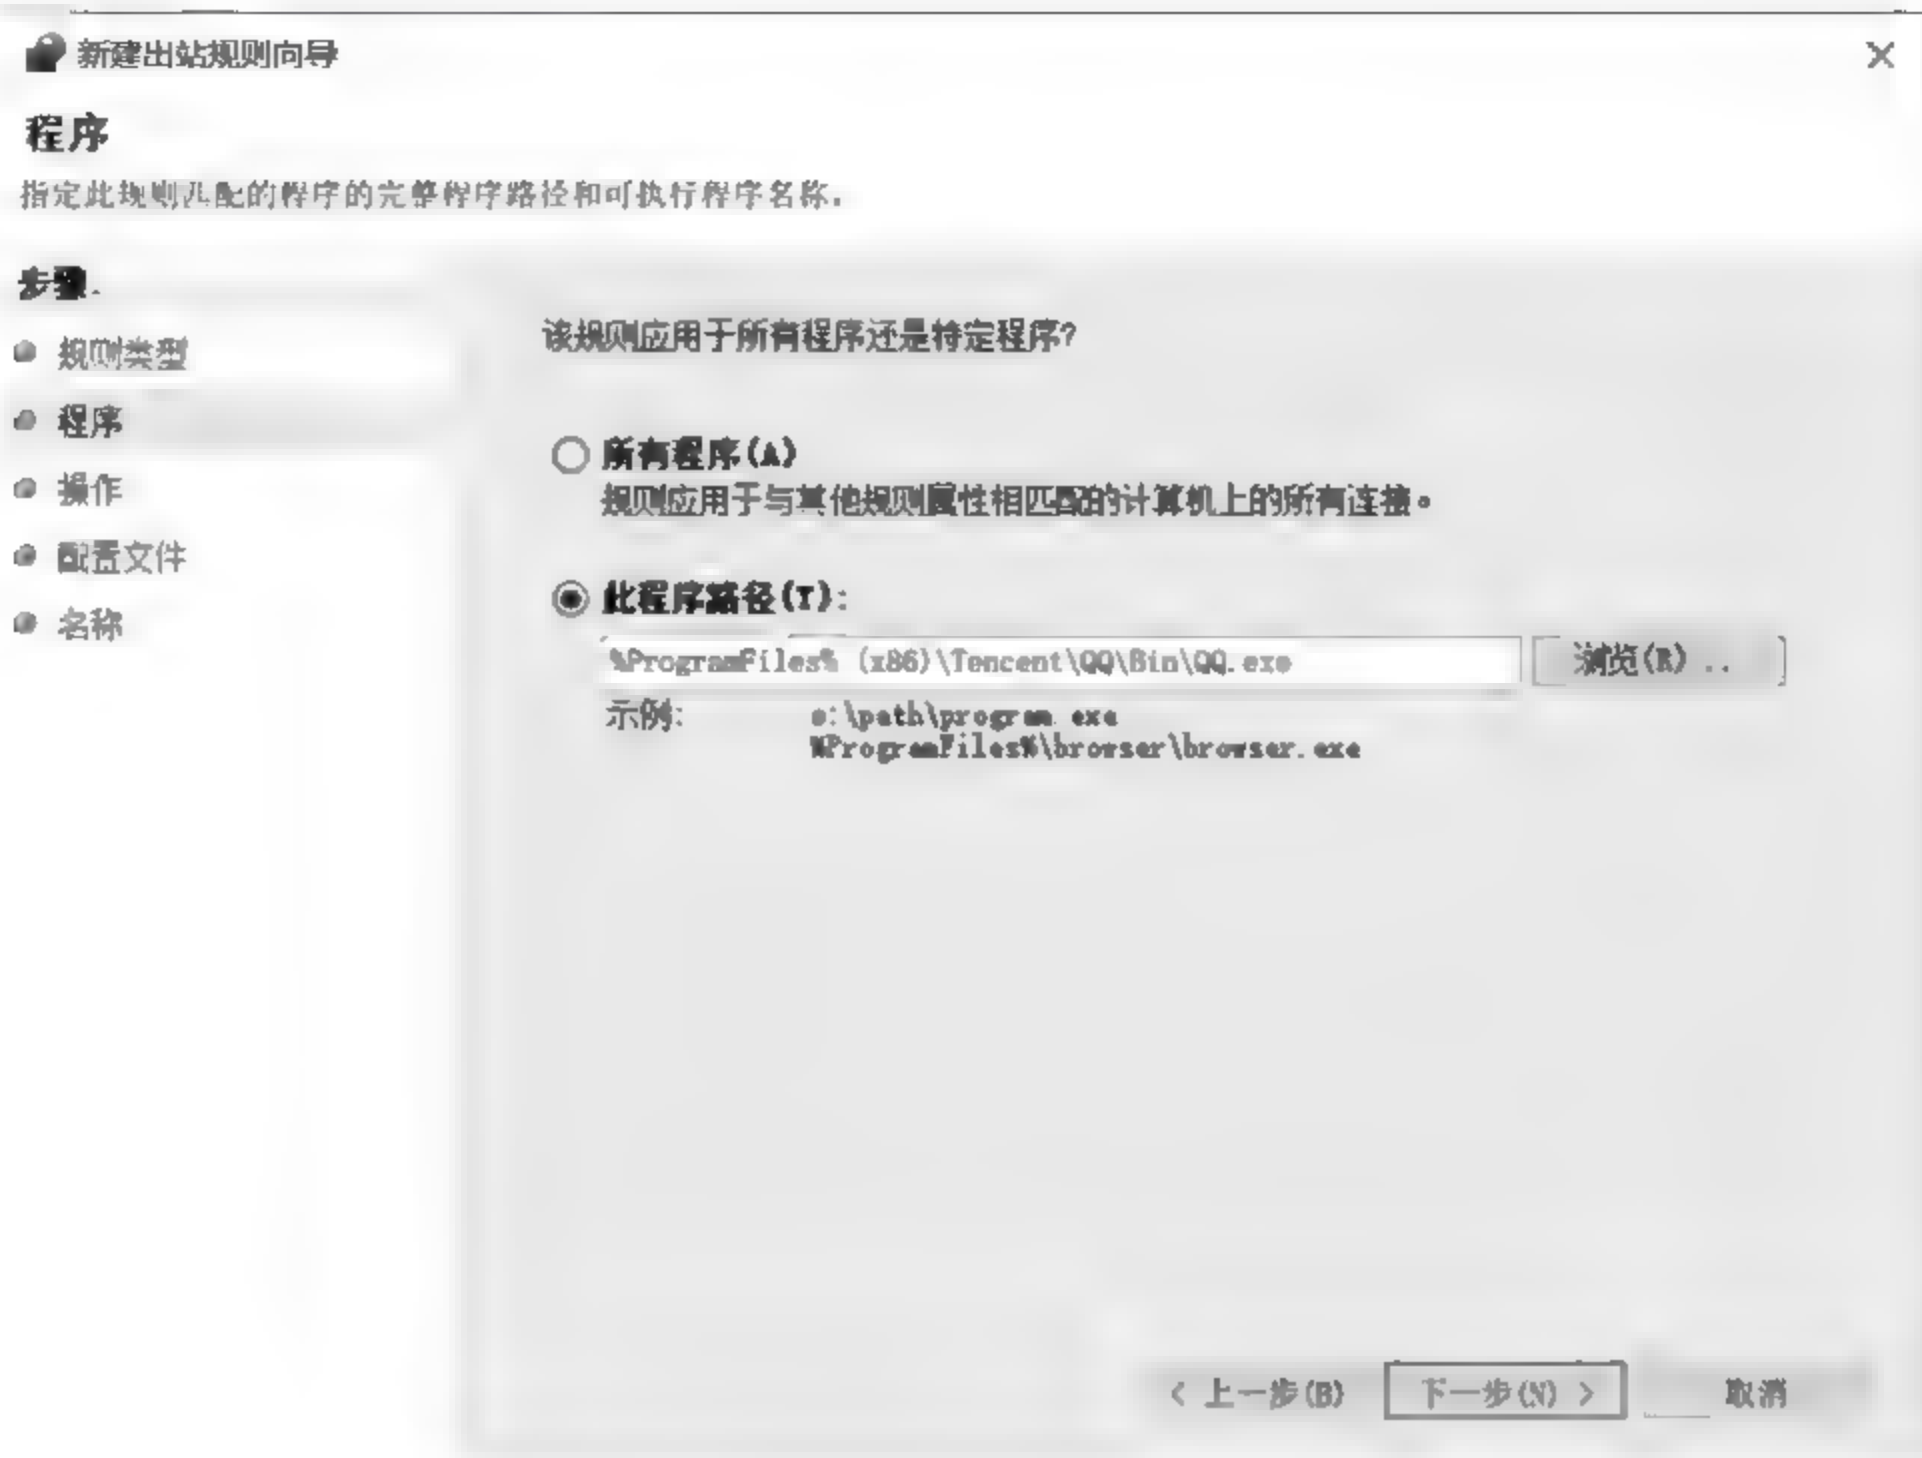 新建出站规则向导
程序
指定此规则匹配的程序的完整程序路径和可执行程序名称.
步骤.
规则类型
程序
操作
配置文件
名称
该规则应用于所有程序还是特定程序?
所有程序(A)
规则应用于与其他规则属性相匹配的计算机上的所有连接。
此程序路径(T):
%ProgramFiles% (x86)\Tencent\QQ\Bin\QQ.exe
浏览(R)..
示例:
c:\path\program.exe
%ProgramFiles%\browser\browser.exe
< 上一步(B)
下一步(N) >
取消